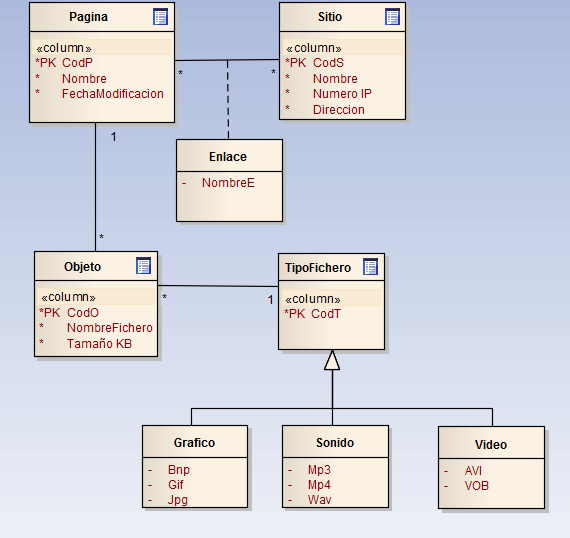 Pagina
«column»
*PK CodP
* Nombre
* FechaModificacion
Sitio
«column»
*PK CodS
* Nombre
* Numero IP
* Direccion
*
*
Enlace
- NombreE
1
*
Objeto
«column»
*PK CodO
* NombreFichero
* Tamaño KB
*
1
TipoFichero
«column»
*PK CodT
Grafico
- Bnp
- Gif
- Jpg
Sonido
- Mp3
- Mp4
- Wav
Video
- AVI
- VOB